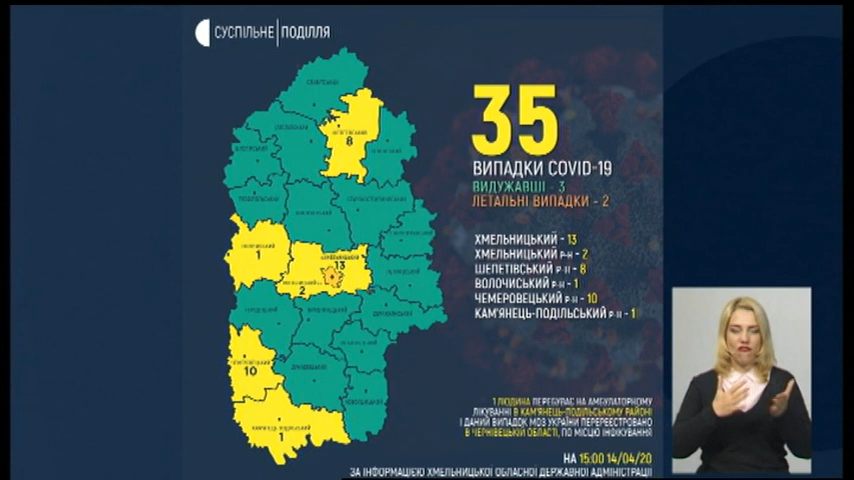 СУСПІЛЬНЕ ПОДІЛЛЯ
35
ВИПАДКИ COVID-19
ВИДУЖАВШІ - 3
ЛЕТАЛЬНІ ВИПАДКИ - 2
ХМЕЛЬНИЦЬКИЙ - 13
ХМЕЛЬНИЦЬКИЙ Р-Н - 2
ШЕПЕТІВСЬКИЙ Р-Н - 8
ВОЛОЧИСЬКИЙ Р-Н - 1
ЧЕМЕРОВЕЦЬКИЙ Р-Н - 10
КАМ'ЯНЕЦЬ-ПОДІЛЬСЬКИЙ Р-Н - 1
8
1
13
2
10
1
1 ЛЮДИНА ПЕРЕБУВАЄ НА АМБУЛАТОРНОМУ
ЛІКУВАННІ В КАМ'ЯНЕЦЬ-ПОДІЛЬСЬКОМУ РАЙОНІ
І ДАНИЙ ВИПАДОК МОЗ УКРАЇНИ ПЕРЕРЕЄСТРОВАНО
В ЧЕРНІВЕЦЬКІЙ ОБЛАСТІ, ПО МІСЦЮ ІНФІКУВАННЯ
НА 15:00 14/04/20
ЗА ІНФОРМАЦІЄЮ ХМЕЛЬНИЦЬКОЇ ОБЛАСНОЇ ДЕРЖАВНОЇ АДМІНІСТРАЦІЇ